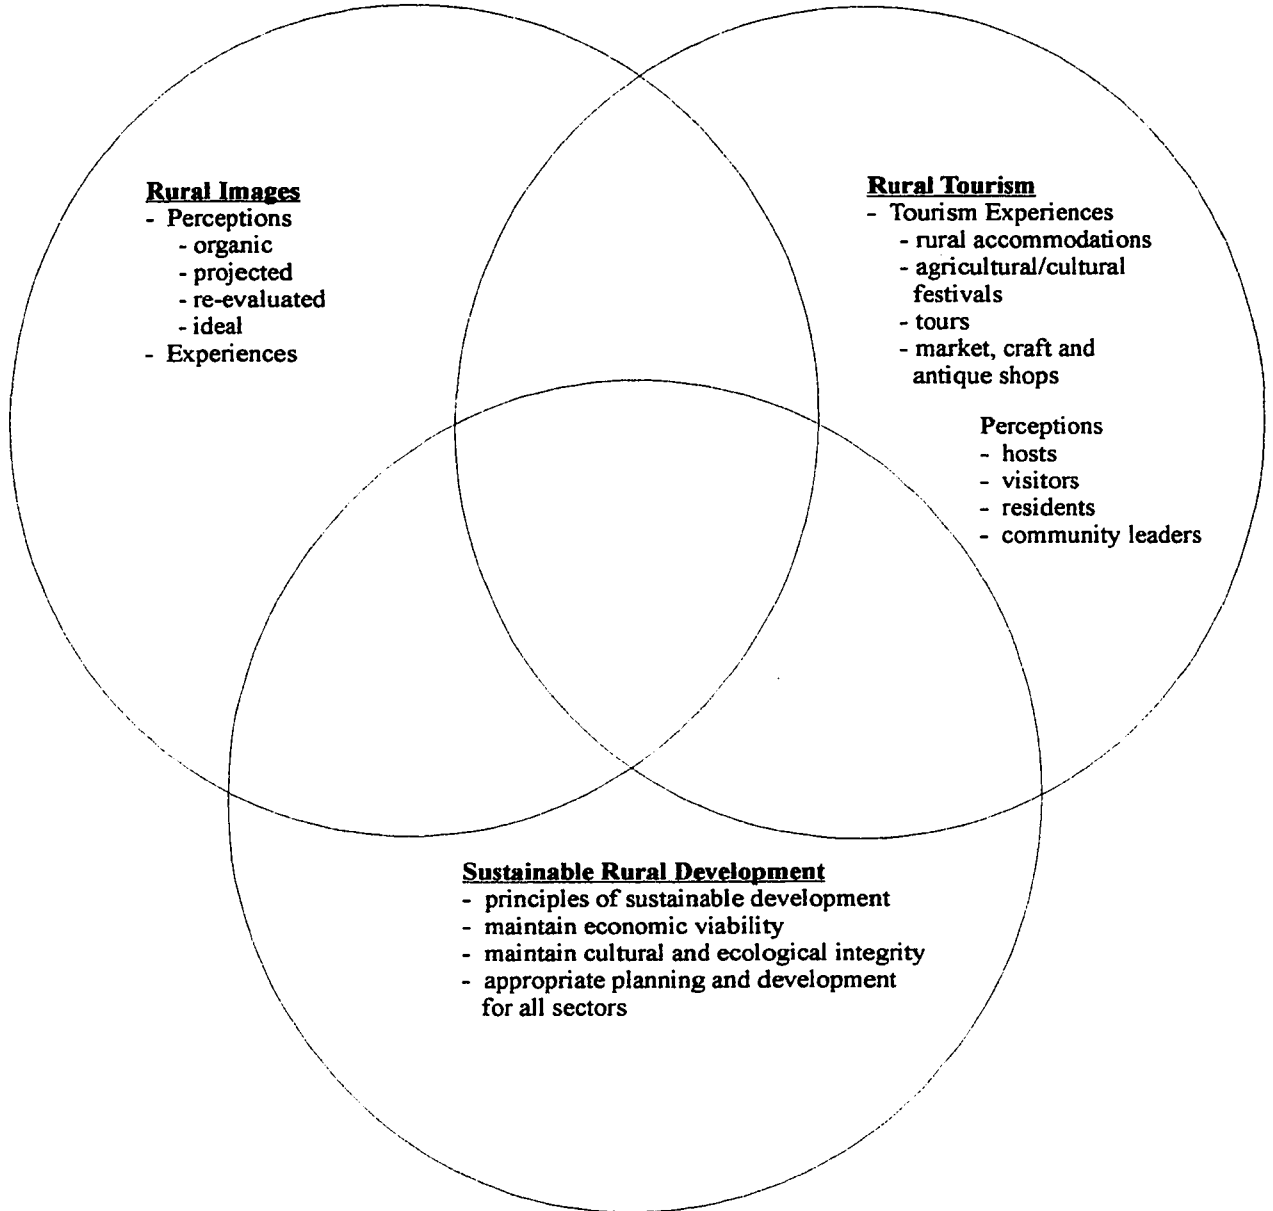 Rural Images
- Perceptions
- organic
- projected
- re-evaluated
- ideal
- Experiences
Rural Tourism
- Tourism Experiences
- rural accommodations
- agricultural/cultural
festivals
- tours
- market, craft and
antique shops
Perceptions
- hosts
- visitors
- residents
- community leaders
Sustainable Rural Development
- principles of sustainable development
- maintain economic viability
- maintain cultural and ecological integrity
- appropriate planning and development
for all sectors